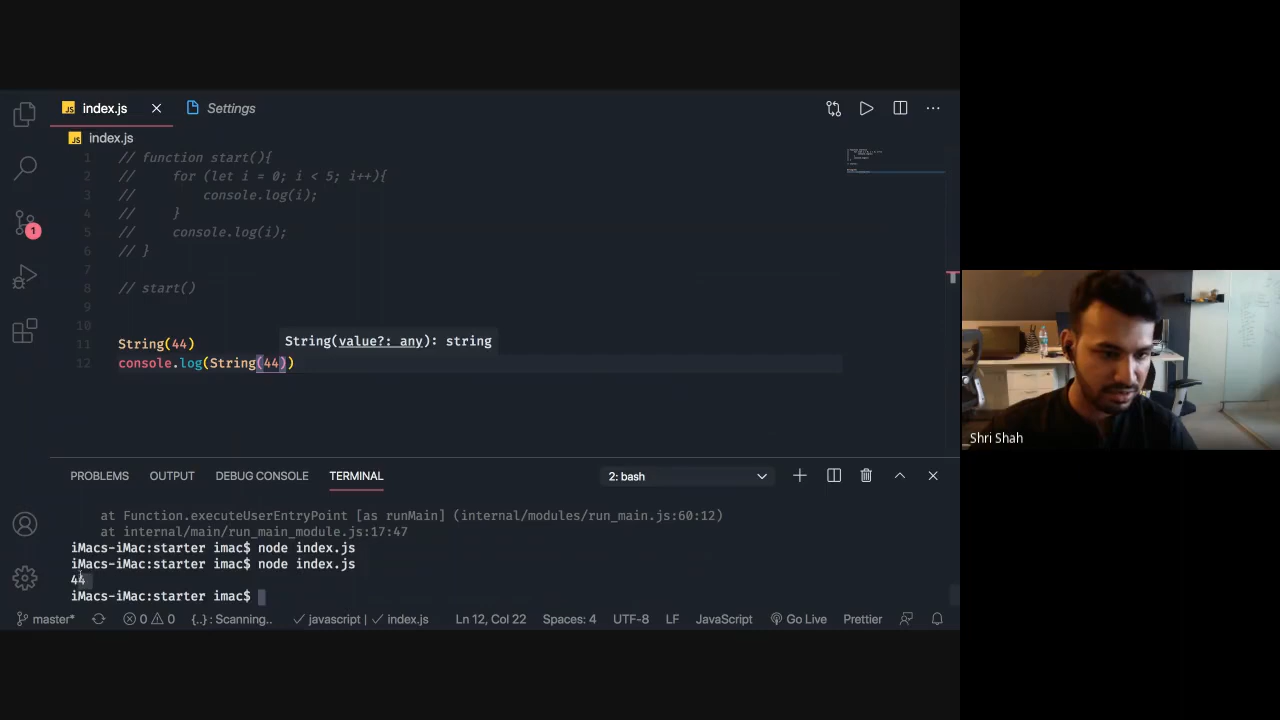 index.js
Settings
index.js
1 // function start(){
2 //     for (let i = 0; i < 5; i++){
3 //         console.log(i);
4 //     }
5 //     console.log(i);
6 // }
7
8 // start()
9
10
11 String(44)
String(value?: any): string
12 console.log(String(44))
1
PROBLEMS OUTPUT DEBUG CONSOLE TERMINAL
2: bash
at Function.executeUserEntryPoint [as runMain] (internal/modules/run_main.js:60:12)
at internal/main/run_main_module.js:17:47
iMacs-iMac:starter imac$ node index.js
iMacs-iMac:starter imac$ node index.js
44
iMacs-iMac:starter imac$
master* 0 0 {..}: Scanning.. javascript | index.js Ln 12, Col 22 Spaces: 4 UTF-8 LF JavaScript Go Live Prettier
Shri Shah